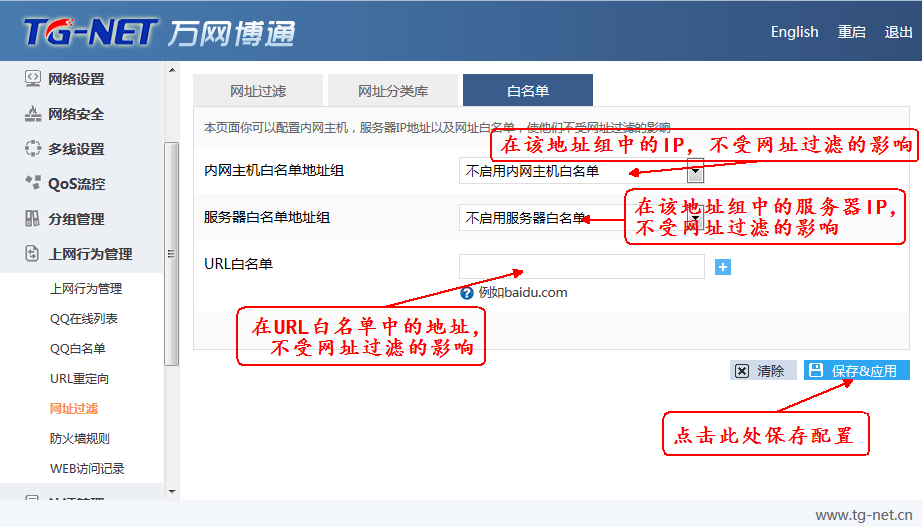 TG-NET 万网博通
English 重启 退出
网络设置
网络安全
多线设置
QoS流控
分组管理
上网行为管理
上网行为管理
QQ在线列表
QQ白名单
URL重定向
网址过滤
防火墙规则
WEB访问记录
网址过滤 网址分类库 白名单
本页面你可以配置内网主机，服务器IP地址以及网址白名单，使他们不受网址过滤的影响
在该地址组中的IP，不受网址过滤的影响
内网主机白名单地址组 不启用内网主机白名单
服务器白名单地址组 不启用服务器白名单
在该地址组中的服务器IP，
不受网址过滤的影响
URL白名单
例如baidu.com
在URL白名单中的地址，
不受网址过滤的影响
清除 保存&应用
点击此处保存配置
www.tg-net.cn